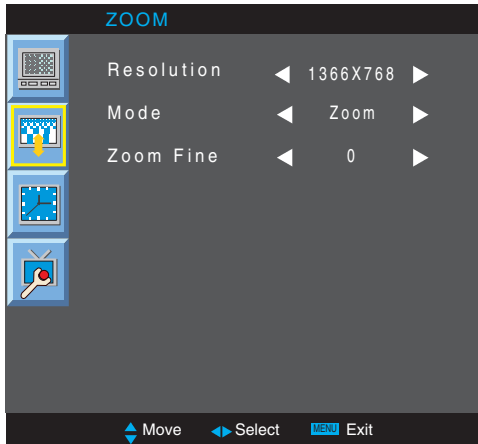 ZOOM
Resolution 1366X768
Mode Zoom
Zoom Fine 0
Move Select MENU Exit